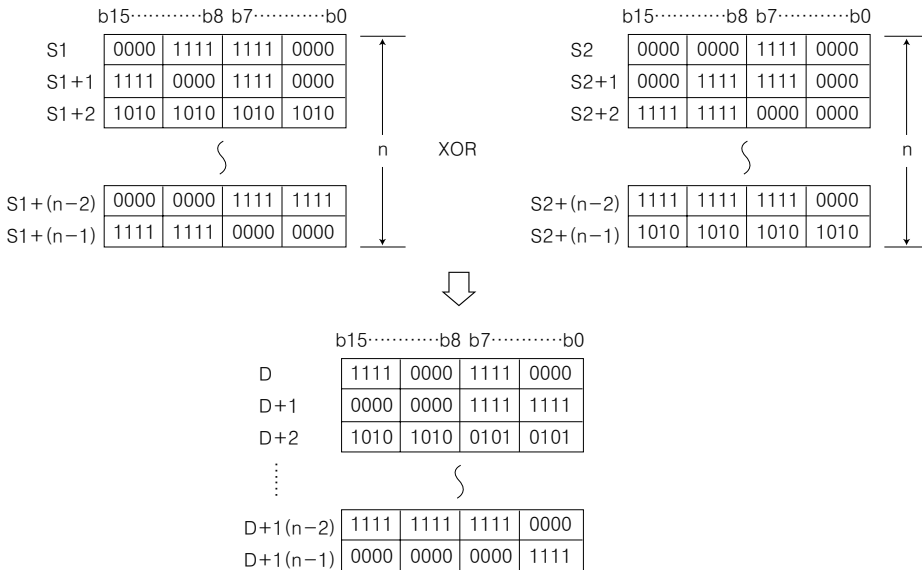 b15············b8 b7············b0
S1 0000 1111 1111 0000
S1+1 1111 0000 1111 0000
S1+2 1010 1010 1010 1010
n
S1+(n−2) 0000 0000 1111 1111
S1+(n−1) 1111 1111 0000 0000
XOR
b15············b8 b7············b0
S2 0000 0000 1111 0000
S2+1 0000 1111 1111 0000
S2+2 1111 1111 0000 0000
n
S2+(n−2) 1111 1111 1111 0000
S2+(n−1) 1010 1010 1010 1010
b15············b8 b7············b0
D 1111 0000 1111 0000
D+1 0000 0000 1111 1111
D+2 1010 1010 0101 0101
D+1(n−2) 1111 1111 1111 0000
D+1(n−1) 0000 0000 0000 1111